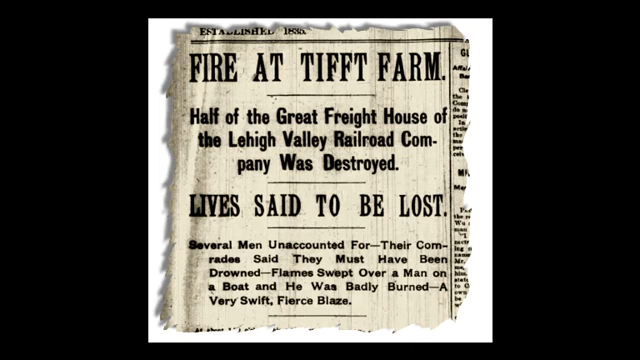 ESTABLISHED 1835.
FIRE AT TIFFT FARM.
Half of the Great Freight House of
the Lehigh Valley Railroad Com-
pany Was Destroyed.
LIVES SAID TO BE LOST.
Several Men Unaccounted For—Their Com-
rades Said They Must Have Been
Drowned—Flames Swept Over a Man on
a Boat and He Was Badly Burned—A
Very Swift, Fierce Blaze.